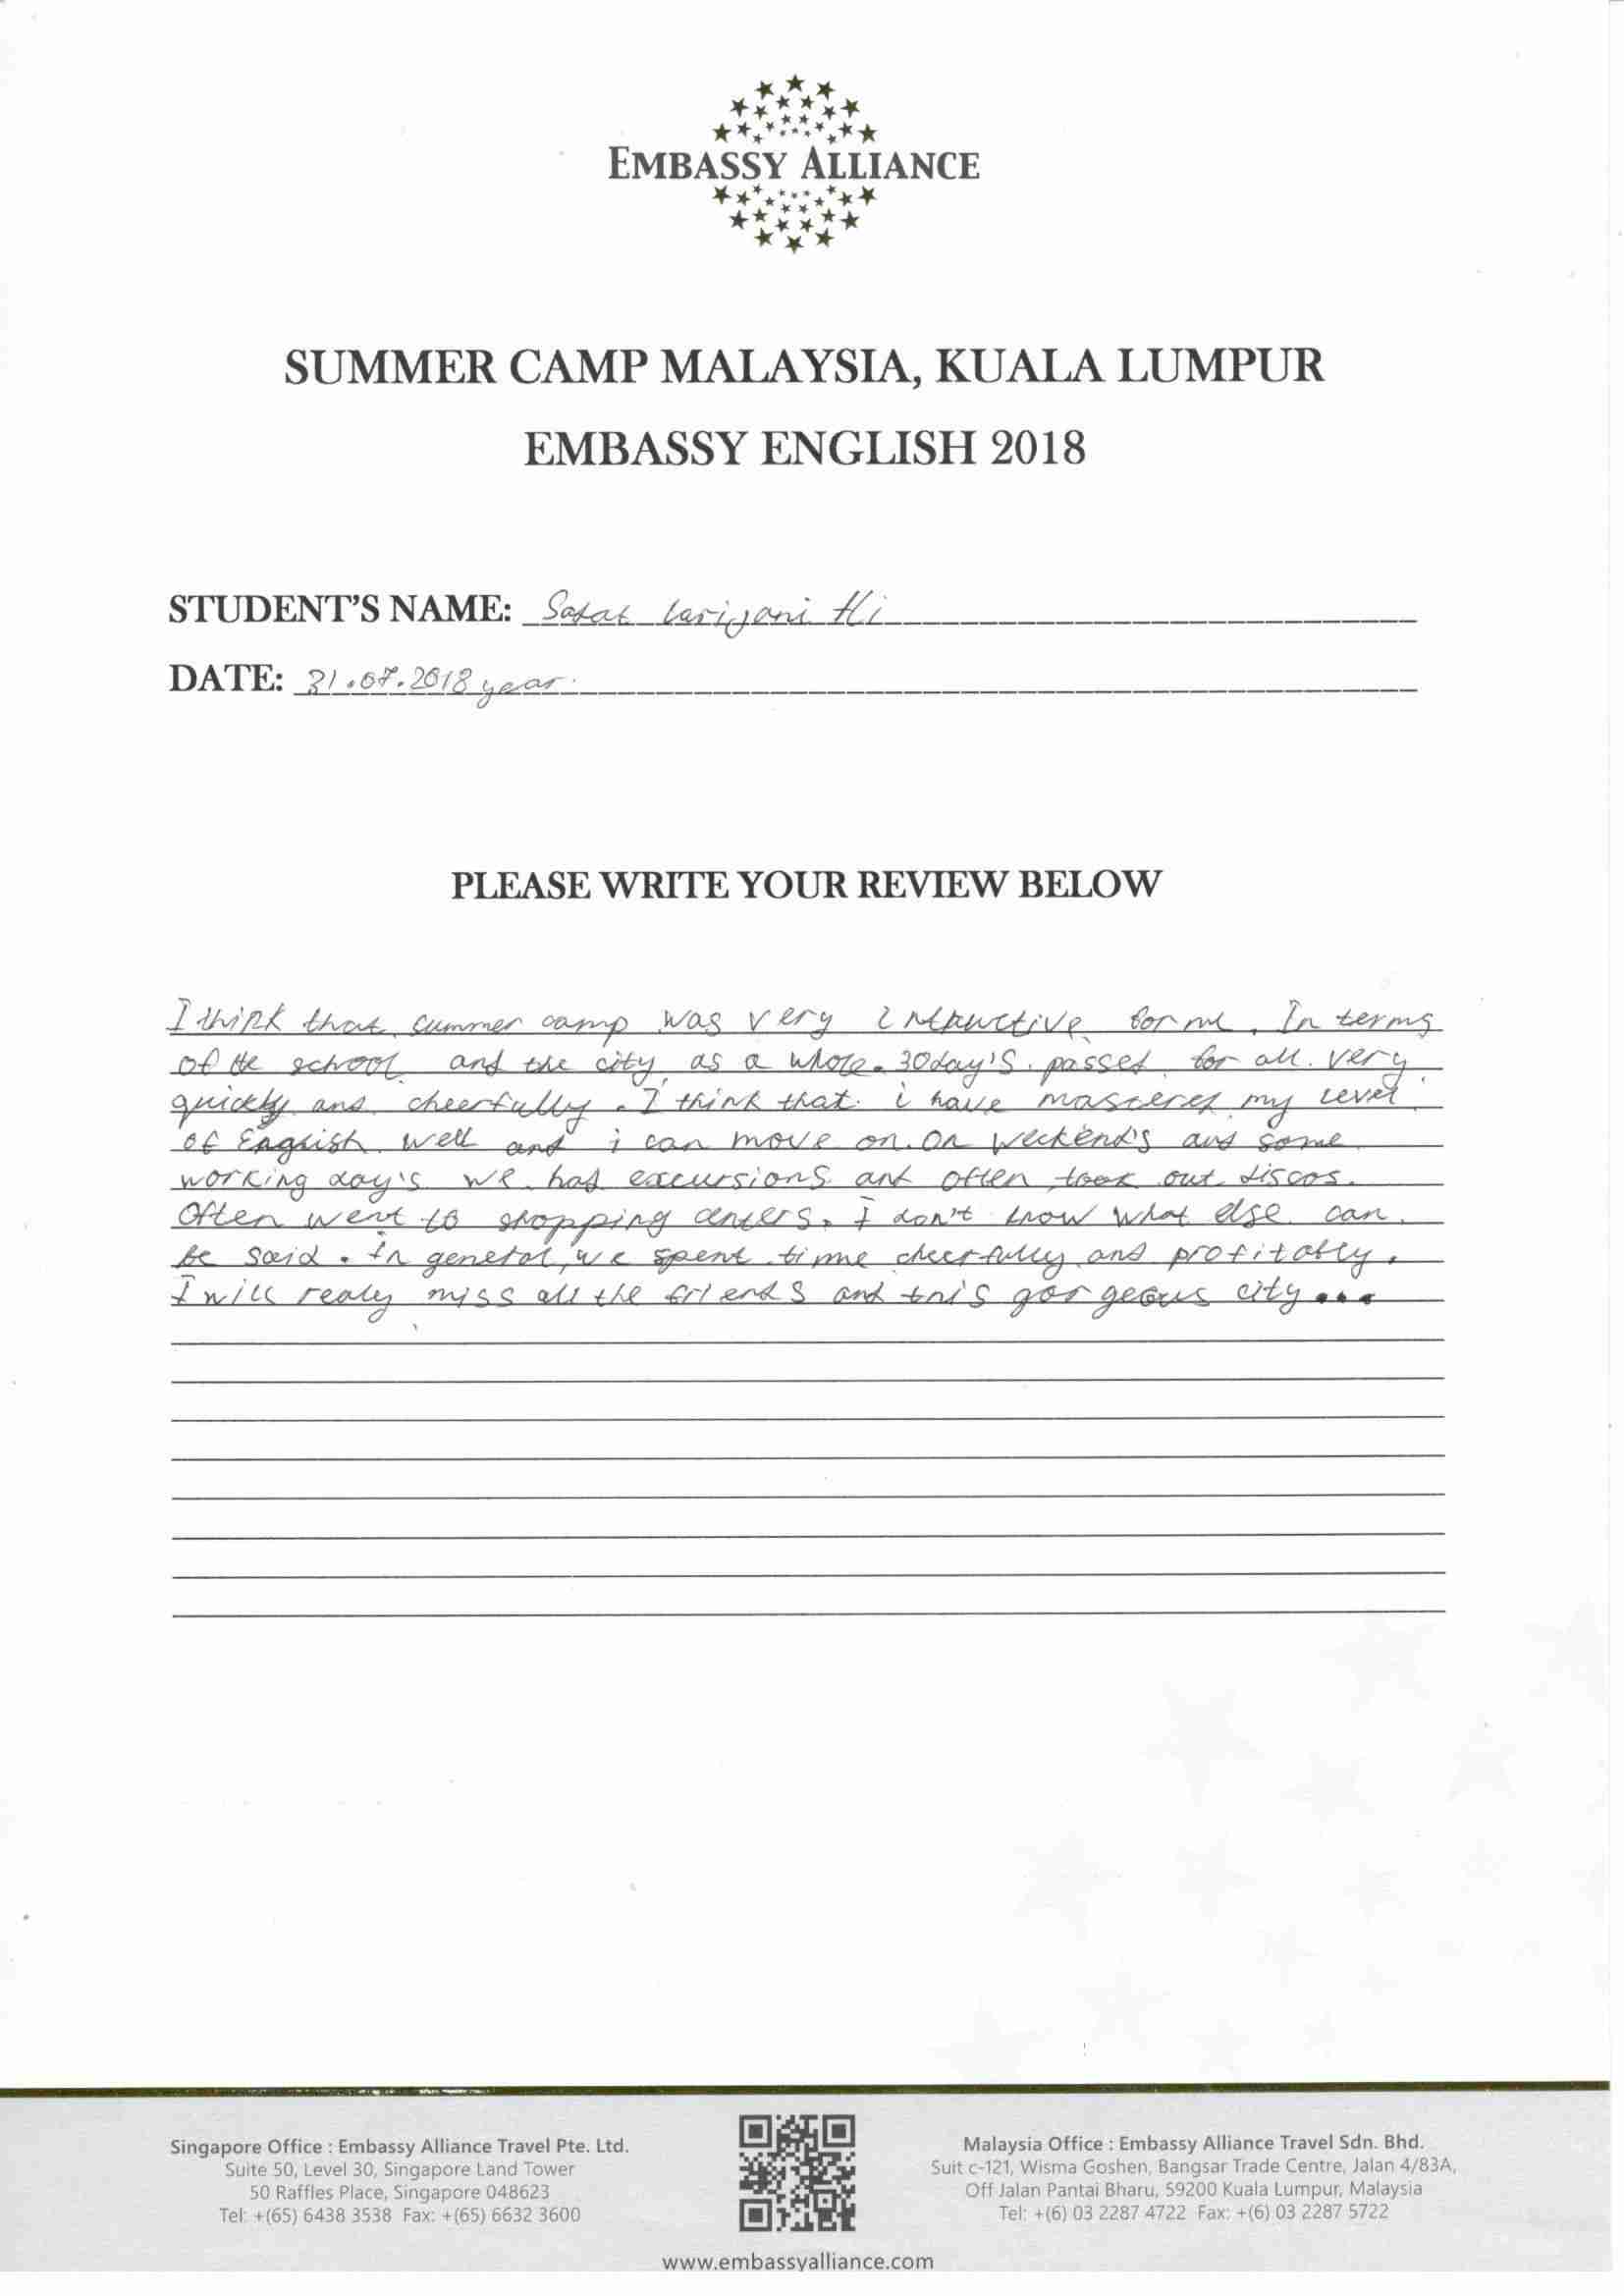 EMBASSY ALLIANCE
SUMMER CAMP MALAYSIA, KUALA LUMPUR
EMBASSY ENGLISH 2018
STUDENT'S NAME: larijani
DATE: 31.07.2018 year.
PLEASE WRITE YOUR REVIEW BELOW
I think that summer camp was very for me. In terms
of the school and the city, as a whole. 30day's passed for all very
quickly and cheerfully. I think that i have mastered my level
of English well and i can move on. On weekend's and some
working day's we had excursions and often took out discos.
Often went to shopping centers. I don't know what else can
be said. In general, we spent time cheerfully and profitably.
I will realy miss all the friends and this gorgeous city...
Singapore Office : Embassy Alliance Travel Pte. Ltd.
Suite 50, Level 30, Singapore Land Tower
50 Raffles Place, Singapore 048623
Tel: +(65) 6438 3538 Fax: +(65) 6632 3600
Malaysia Office : Embassy Alliance Travel Sdn. Bhd.
Suit c-121, Wisma Goshen, Bangsar Trade Centre, Jalan 4/83A,
Off Jalan Pantai Bharu, 59200 Kuala Lumpur, Malaysia
Tel: +(6) 03 2287 4722 Fax: +(6) 03 2287 5722
www.embassyalliance.com